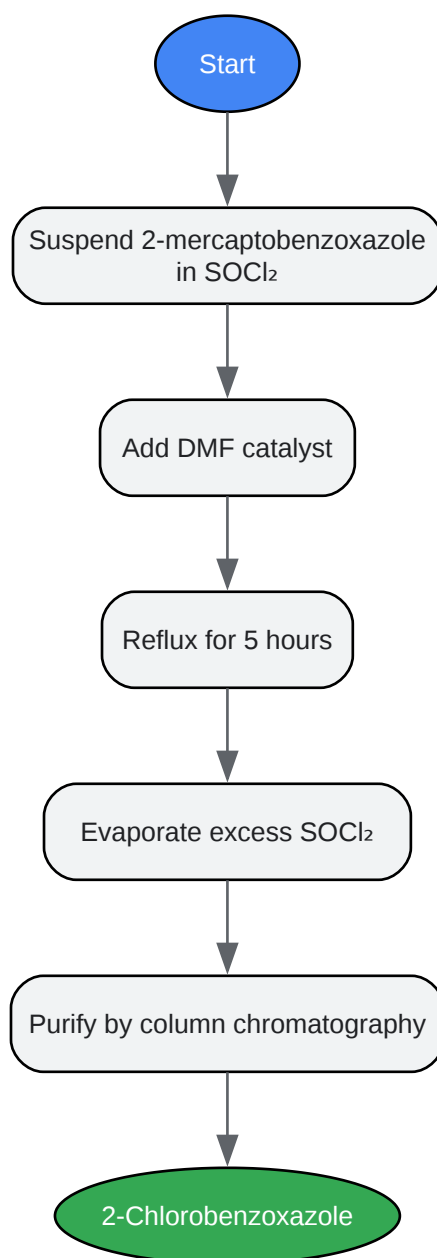 Start
Suspend 2-mercaptobenzoxazole
in SOCl₂
Add DMF catalyst
Reflux for 5 hours
Evaporate excess SOCl₂
Purify by column chromatography
2-Chlorobenzoxazole